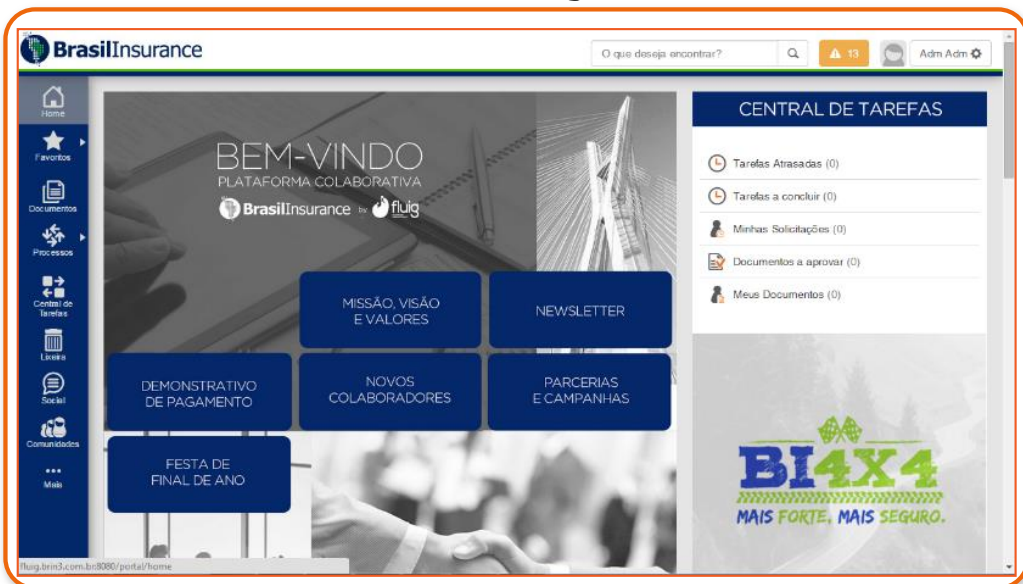 BrasilInsurance
O que deseja encontrar?
13
Adm Adm
Home
Favoritos
Documentos
Processos
Central de
Tarefas
Lixeira
Social
Comunidades
Mais
BEM-VINDO
PLATAFORMA COLABORATIVA
BrasilInsurance by fluig
MISSÃO, VISÃO
E VALORES
NEWSLETTER
DEMONSTRATIVO
DE PAGAMENTO
NOVOS
COLABORADORES
PARCERIAS
E CAMPANHAS
FESTA DE
FINAL DE ANO
CENTRAL DE TAREFAS
Tarefas Atrasadas (0)
Tarefas a concluir (0)
Minhas Solicitações (0)
Documentos a aprovar (0)
Meus Documentos (0)
BI4X4
MAIS FORTE, MAIS SEGURO.
fluig.brin3.com.br:8080/portal/home